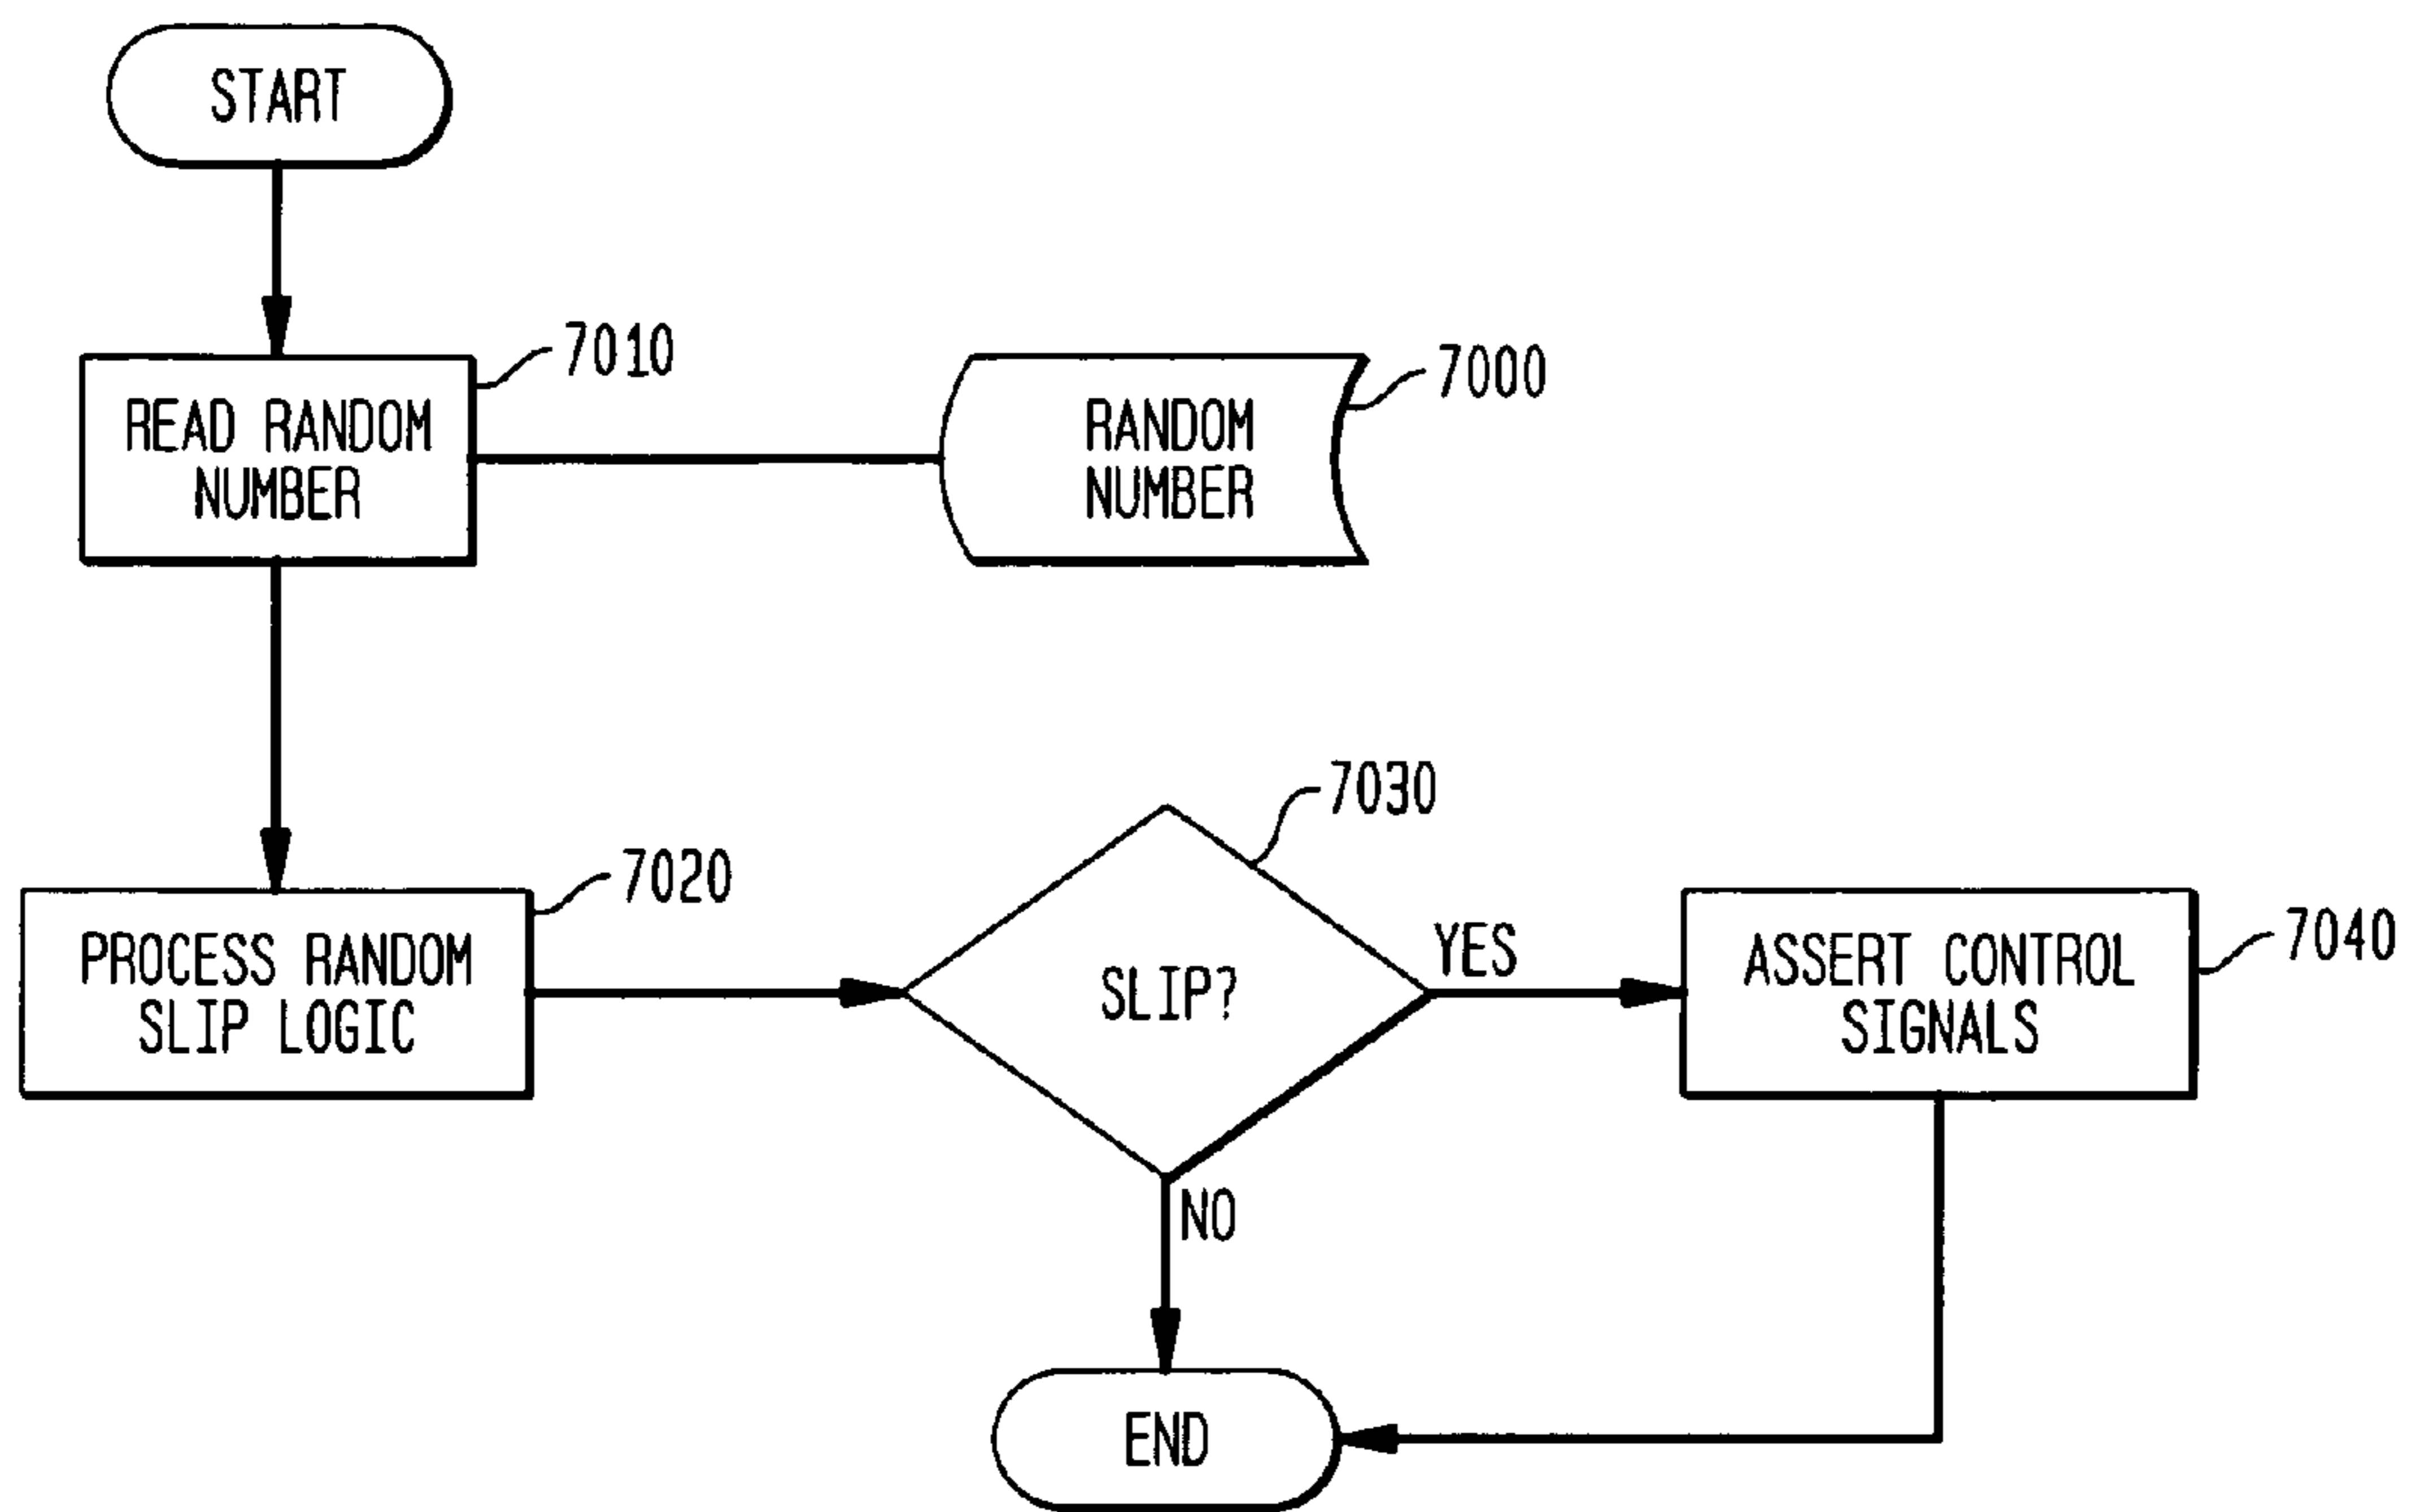 START
7010
READ RANDOM
NUMBER
7000
RANDOM
NUMBER
7020
PROCESS RANDOM
SLIP LOGIC
7030
SLIP?
YES
NO
7040
ASSERT CONTROL
SIGNALS
END